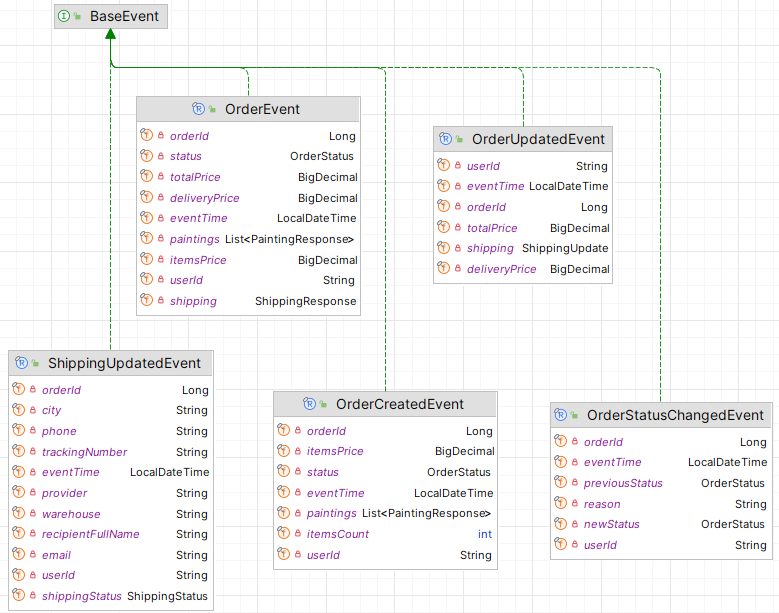 BaseEvent
OrderEvent
orderId Long
status OrderStatus
totalPrice BigDecimal
deliveryPrice BigDecimal
eventTime LocalDateTime
paintings List<PaintingResponse>
itemsPrice BigDecimal
userId String
shipping ShippingResponse
OrderUpdatedEvent
userId String
eventTime LocalDateTime
orderId Long
totalPrice BigDecimal
shipping ShippingUpdate
deliveryPrice BigDecimal
ShippingUpdatedEvent
orderId Long
city String
phone String
trackingNumber String
eventTime LocalDateTime
provider String
warehouse String
recipientFullName String
email String
userId String
shippingStatus ShippingStatus
OrderCreatedEvent
orderId Long
itemsPrice BigDecimal
status OrderStatus
eventTime LocalDateTime
paintings List<PaintingResponse>
itemsCount int
userId String
OrderStatusChangedEvent
orderId Long
eventTime LocalDateTime
previousStatus OrderStatus
reason String
newStatus OrderStatus
userId String